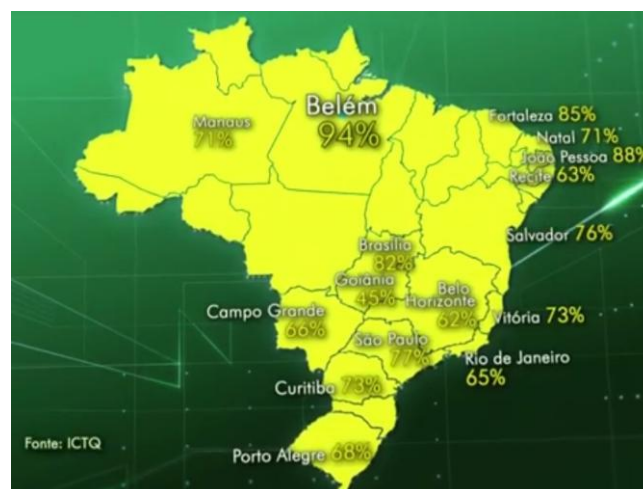 Belém
94%
Manaus
71%
Fortaleza 85%
Natal 71%
João Pessoa 88%
Recife 63%
Salvador 76%
Brasília
82%
Goiânia
45%
Belo
Horizonte
62%
Campo Grande
66%
Vitória 73%
São Paulo
77%
Rio de Janeiro
65%
Curitiba 73%
Fonte: ICTQ
Porto Alegre 68%